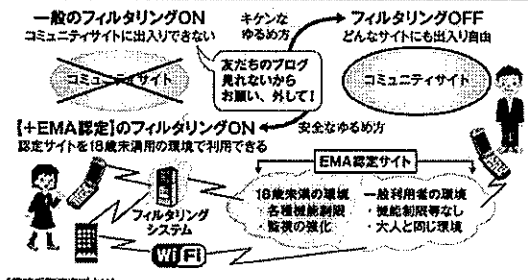 一般のフィルタリングON
コミュニティサイトに出入りできない
キケンな
ゆるめ方
フィルタリングOFF
どんなサイトにも出入り自由
コミュニティサイト
友だちのブログ
見れないから
お願い、外して!
コミュニティサイト
【+EMA認定】のフィルタリングON
認定サイトを18歳未満用の環境で利用できる
安全なゆるめ方
EMA認定サイト
フィルタリング
システム
18歳未満の環境
・各種機能制限
・監視の強化
一般利用者の環境
・機能制限等なし
・大人と同じ環境
WiFi